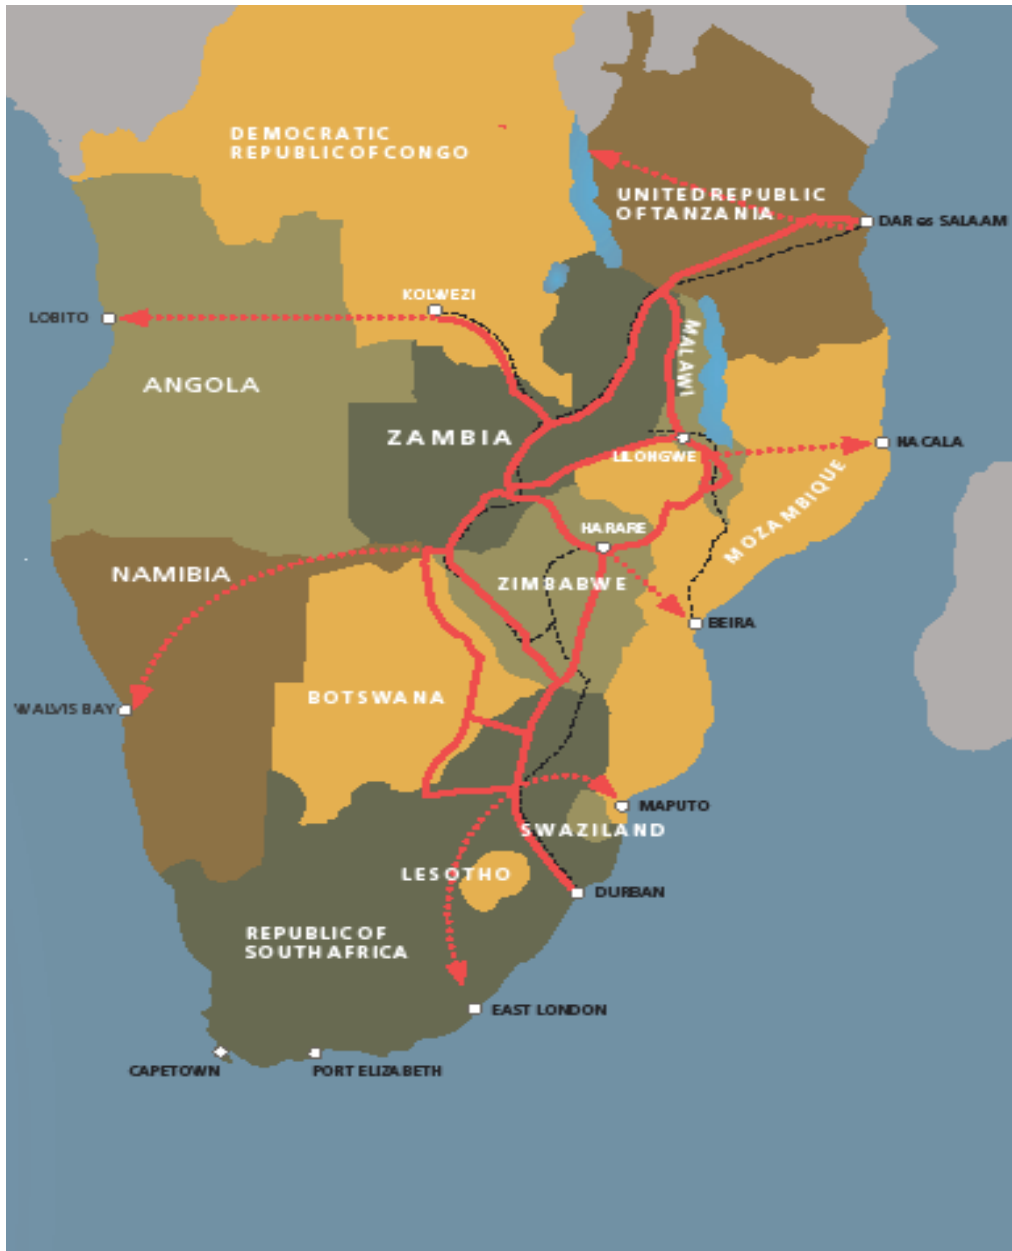 DEMOCRATIC
REPUBLIC OF CONGO
UNITED REPUBLIC
OF TANZANIA
DAR es SALAAM
KOLWEZI
LOBITO
MALAWI
ANGOLA
ZAMBIA
NACALA
LILONGWE
MOZAMBIQUE
HARARE
NAMIBIA
ZIMBABWE
BEIRA
BOTSWANA
WALVIS BAY
MAPUTO
SWAZILAND
LESOTHO
DURBAN
REPUBLIC OF
SOUTH AFRICA
EAST LONDON
CAPETOWN
PORT ELIZABETH